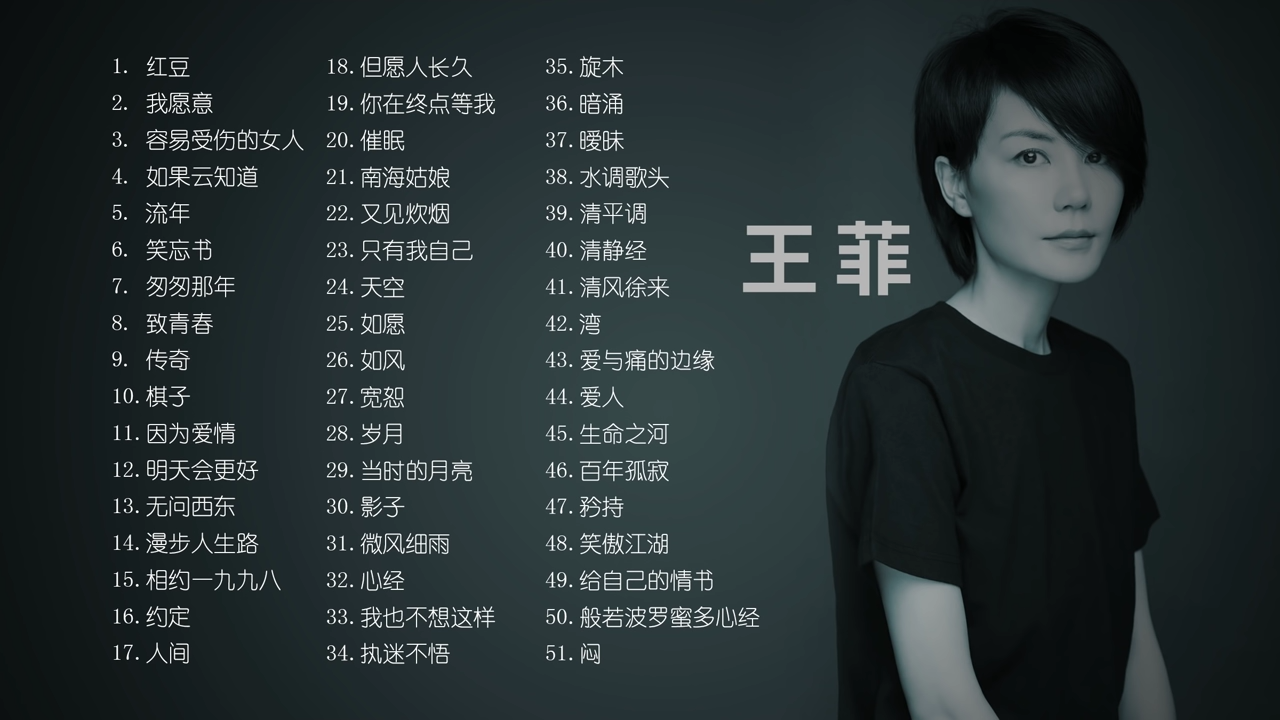 1. 红豆
2. 我愿意
3. 容易受伤的女人
4. 如果云知道
5. 流年
6. 笑忘书
7. 匆匆那年
8. 致青春
9. 传奇
10. 棋子
11. 因为爱情
12. 明天会更好
13. 无问西东
14. 漫步人生路
15. 相约一九九八
16. 约定
17. 人间
18. 但愿人长久
19. 你在终点等我
20. 催眠
21. 南海姑娘
22. 又见炊烟
23. 只有我自己
24. 天空
25. 如愿
26. 如风
27. 宽恕
28. 岁月
29. 当时的月亮
30. 影子
31. 微风细雨
32. 心经
33. 我也不想这样
34. 执迷不悟
35. 旋木
36. 暗涌
37. 暧昧
38. 水调歌头
39. 清平调
40. 清静经
41. 清风徐来
42. 湾
43. 爱与痛的边缘
44. 爱人
45. 生命之河
46. 百年孤寂
47. 矜持
48. 笑傲江湖
49. 给自己的情书
50. 般若波罗蜜多心经
51. 闷
王菲